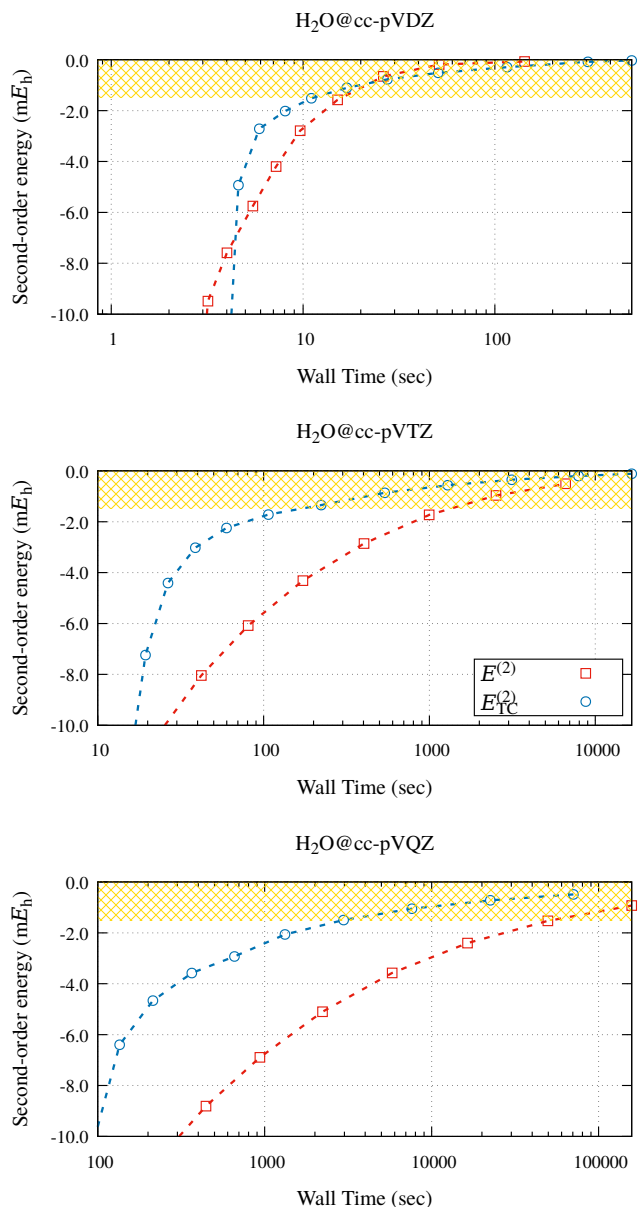 H₂O@cc-pVDZ
Second-order energy (mEₕ)
0.0
-2.0
-4.0
-6.0
-8.0
-10.0
1 10 100
Wall Time (sec)
H₂O@cc-pVTZ
Second-order energy (mEₕ)
0.0
-2.0
-4.0
-6.0
-8.0
-10.0
E⁽²⁾
E_TC⁽²⁾
10 100 1000 10000
Wall Time (sec)
H₂O@cc-pVQZ
Second-order energy (mEₕ)
0.0
-2.0
-4.0
-6.0
-8.0
-10.0
100 1000 10000 100000
Wall Time (sec)